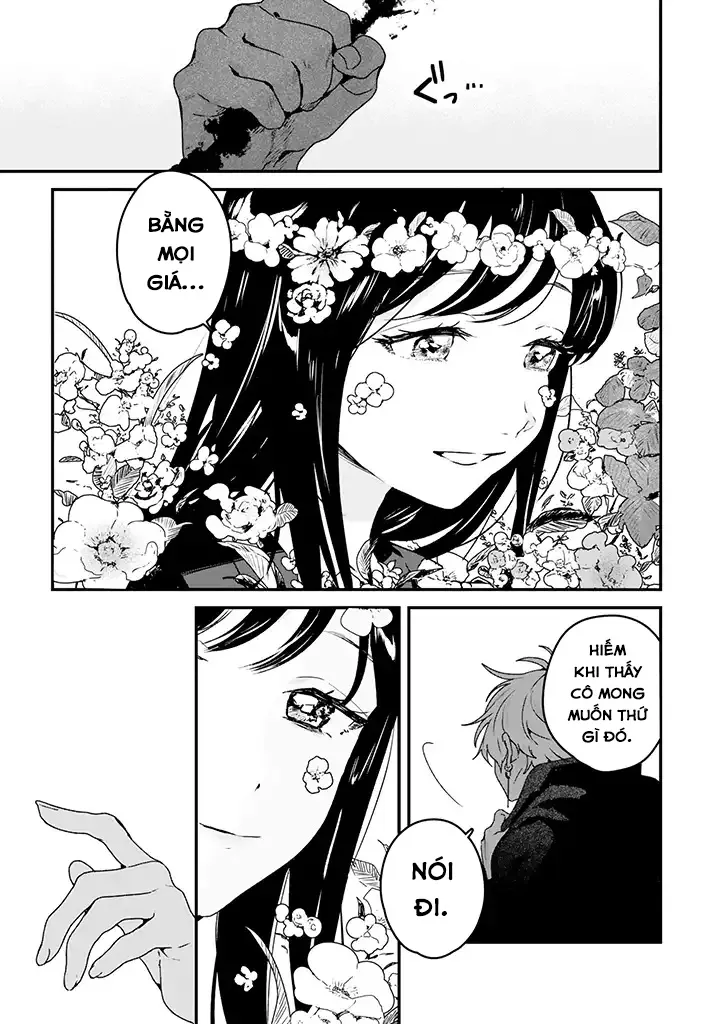 ぐっ…
BẰNG
MỌI
GIÁ...
HIẾM
KHI THẤY
CÔ MONG
MUỐN THỨ
GÌ ĐÓ.
NÓI
ĐI.